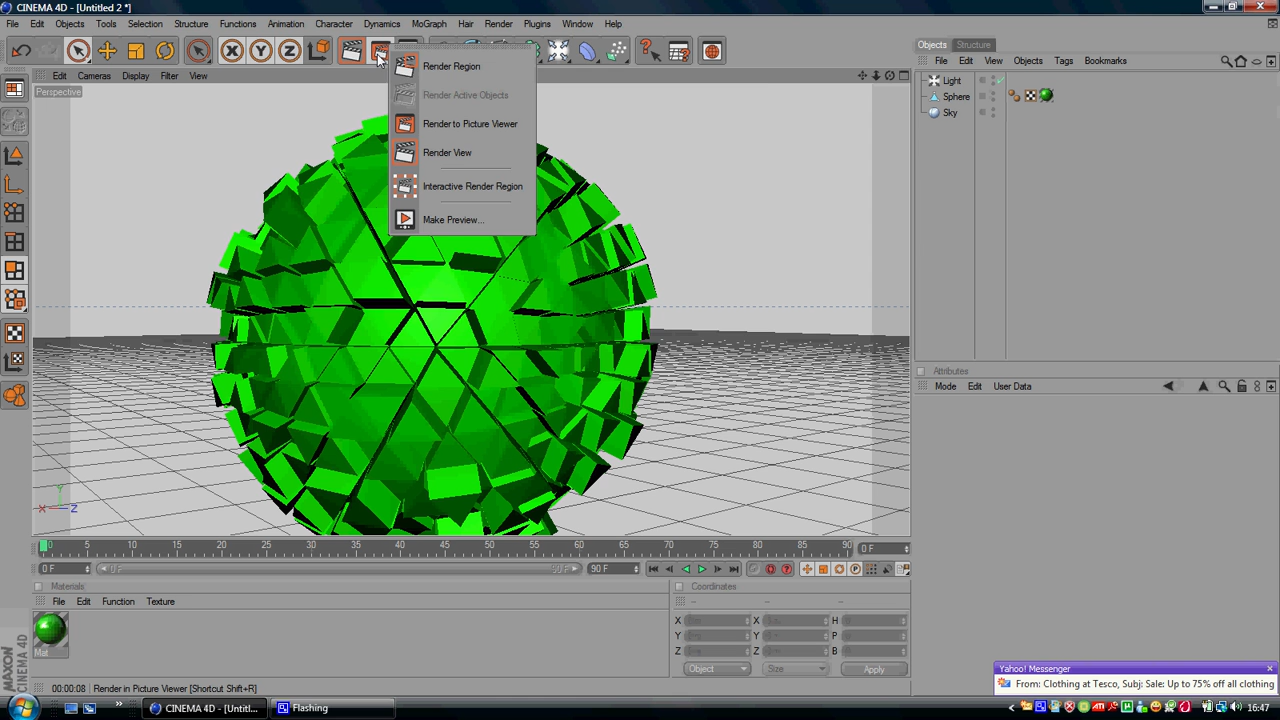 CINEMA 4D - [Untitled 2 *]
File Edit Objects Tools Selection Structure Functions Animation Character Dynamics MoGraph Hair Render Plugins Window Help
X Y Z
Edit Cameras Display Filter View
Perspective
Render Region
Render Active Objects
Render to Picture Viewer
Render View
Interactive Render Region
Make Preview...
Objects Structure
File Edit View Objects Tags Bookmarks
Light
Sphere
Sky
Attributes
Mode Edit User Data
Y
X Z
0 5 10 15 20 25 30 35 40 45 50 55 60 65 70 75 80 85 90 0 F
0 F 0 F 90 F 90 F
Materials
File Edit Function Texture
Mat
Coordinates
-- -- --
X X H
Y Y P
Z Z B
Object Size Apply
MAXON
CINEMA 4D
00:00:08 Render in Picture Viewer [Shortcut Shift+R]
Yahoo! Messenger
From: Clothing at Tesco, Subj: Sale: Up to 75% off all clothing
CINEMA 4D - [Untitl... Flashing 16:47